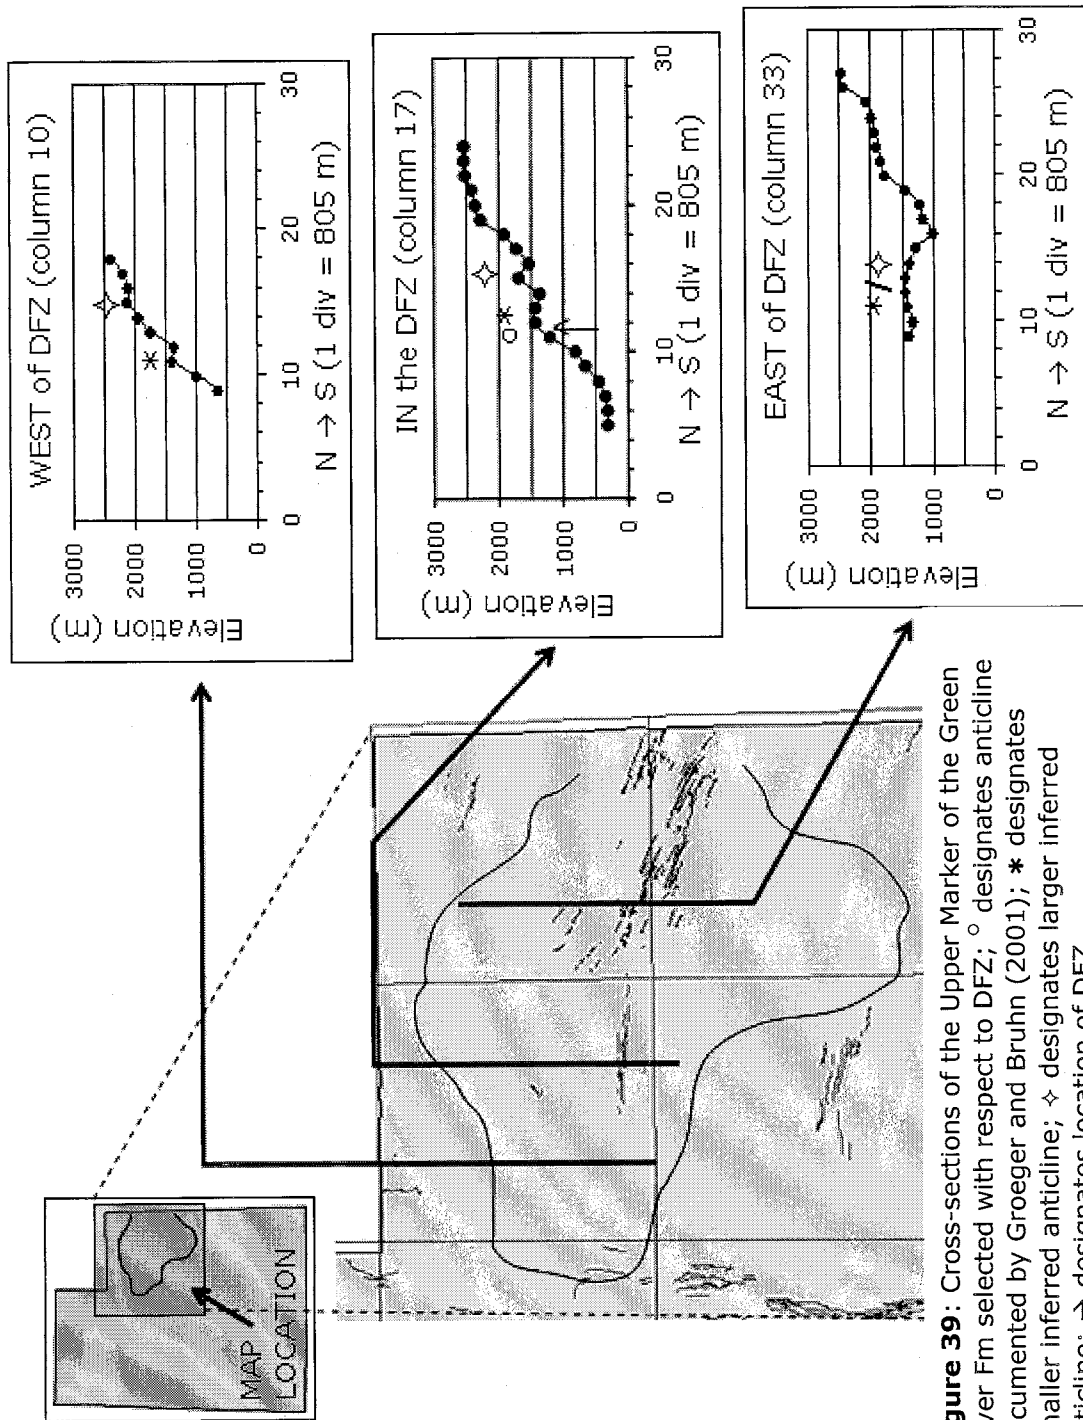 MAP
LOCATION
WEST of DFZ (column 10)
3000
2000
1000
0
Elevation (m)
0 10 20 30
N → S (1 div = 805 m)
IN the DFZ (column 17)
3000
2000
1000
0
Elevation (m)
0 10 20 30
N → S (1 div = 805 m)
EAST of DFZ (column 33)
3000
2000
1000
0
Elevation (m)
0 10 20 30
N → S (1 div = 805 m)
gure 39: Cross-sections of the Upper Marker of the Green
ver Fm selected with respect to DFZ; ° designates anticline
cumented by Groeger and Bruhn (2001); * designates
maller inferred anticline; ✧ designates larger inferred
nticline; → designates location of DFZ